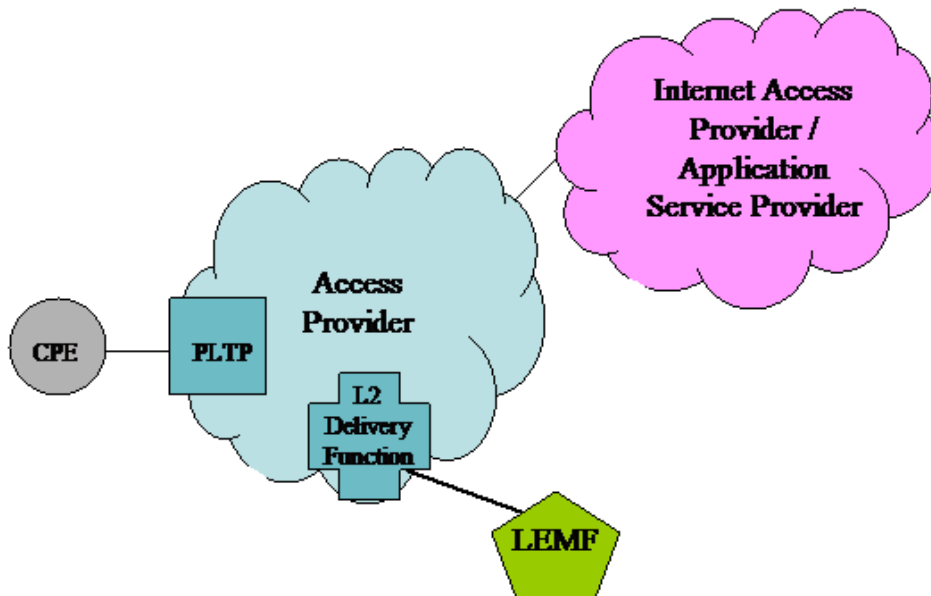 Internet Access
Provider /
Application
Service Provider
Access
Provider
CPE
PLTP
L2
Delivery
Function
LEMF